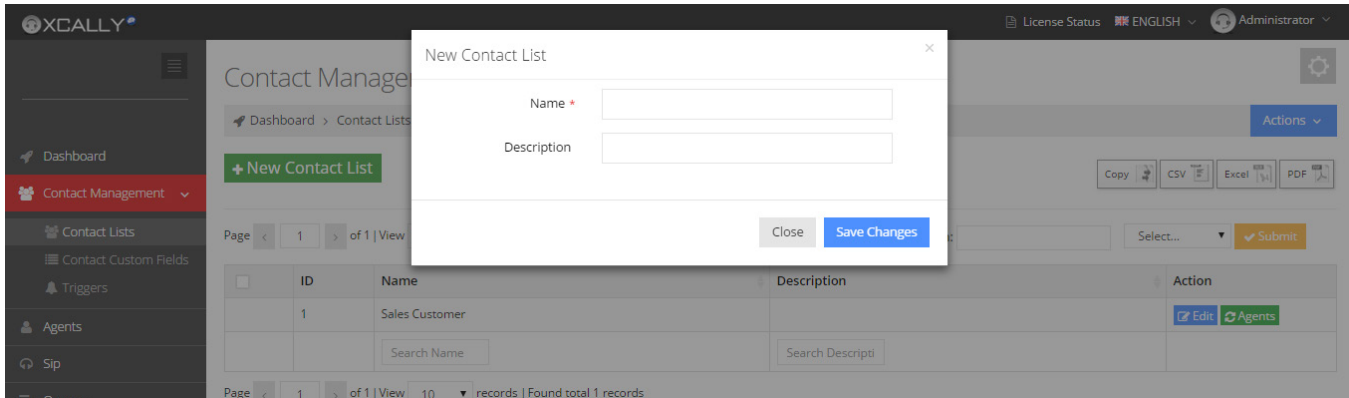 XCALLY
License Status ENGLISH Administrator
New Contact List ×
Contact Manage
Name *
Dashboard > Contact Lists
Actions
Description
Dashboard
+ New Contact List
Copy CSV Excel PDF
Contact Management
Contact Lists
Page < 1 > of 1 | View
Close Save Changes
Select... Submit
Contact Custom Fields
ID Name Description Action
Triggers
1 Sales Customer Edit Agents
Agents
Search Name Search Descripti
Sip
Page < 1 > of 1 | View 10 records | Found total 1 records